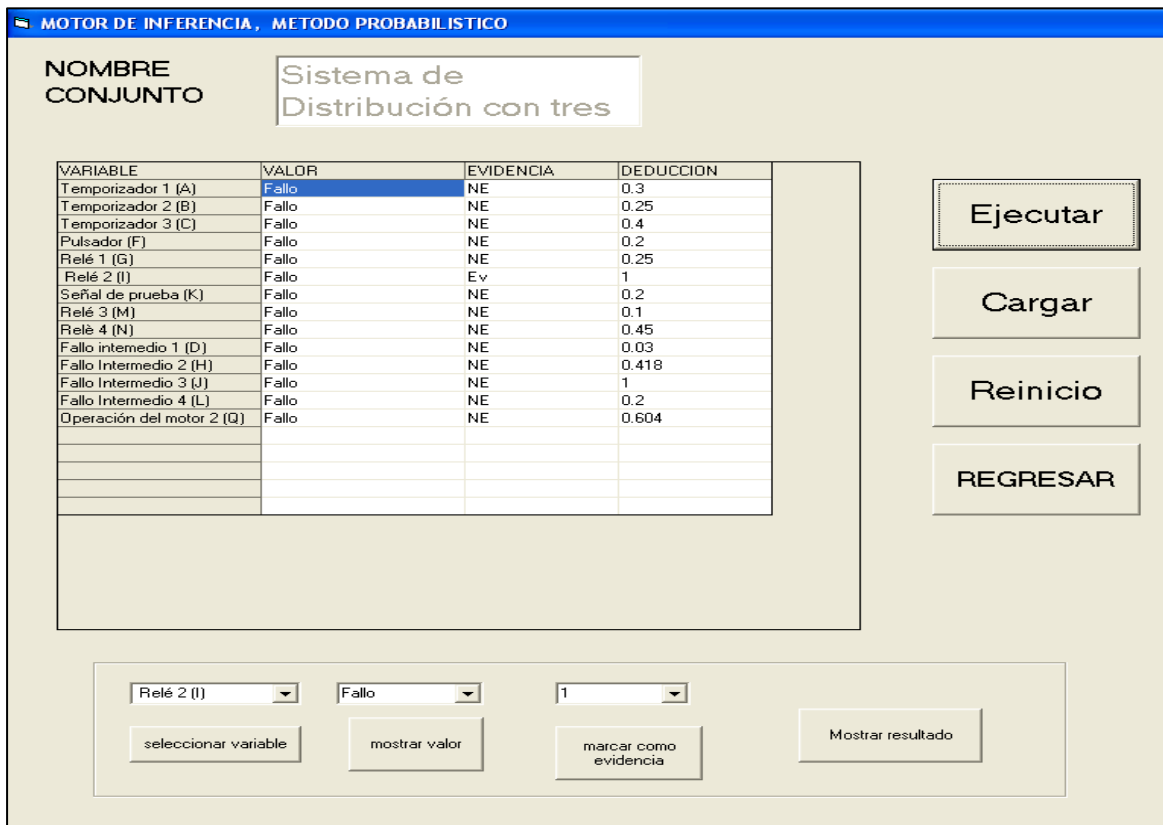 MOTOR DE INFERENCIA, METODO PROBABILISTICO
NOMBRE
CONJUNTO
Sistema de
Distribución con tres
VARIABLE VALOR EVIDENCIA DEDUCCION
Temporizador 1 (A) Fallo NE 0.3
Temporizador 2 (B) Fallo NE 0.25
Temporizador 3 (C) Fallo NE 0.4
Pulsador (F) Fallo NE 0.2
Relé 1 (G) Fallo NE 0.25
Relé 2 (I) Fallo Ev 1
Señal de prueba (K) Fallo NE 0.2
Relé 3 (M) Fallo NE 0.1
Relè 4 (N) Fallo NE 0.45
Fallo intemedio 1 (D) Fallo NE 0.03
Fallo Intermedio 2 (H) Fallo NE 0.418
Fallo Intermedio 3 (J) Fallo NE 1
Fallo Intermedio 4 (L) Fallo NE 0.2
Operación del motor 2 (Q) Fallo NE 0.604
Ejecutar
Cargar
Reinicio
REGRESAR
Relé 2 (I) Fallo 1
seleccionar variable
mostrar valor
marcar como
evidencia
Mostrar resultado